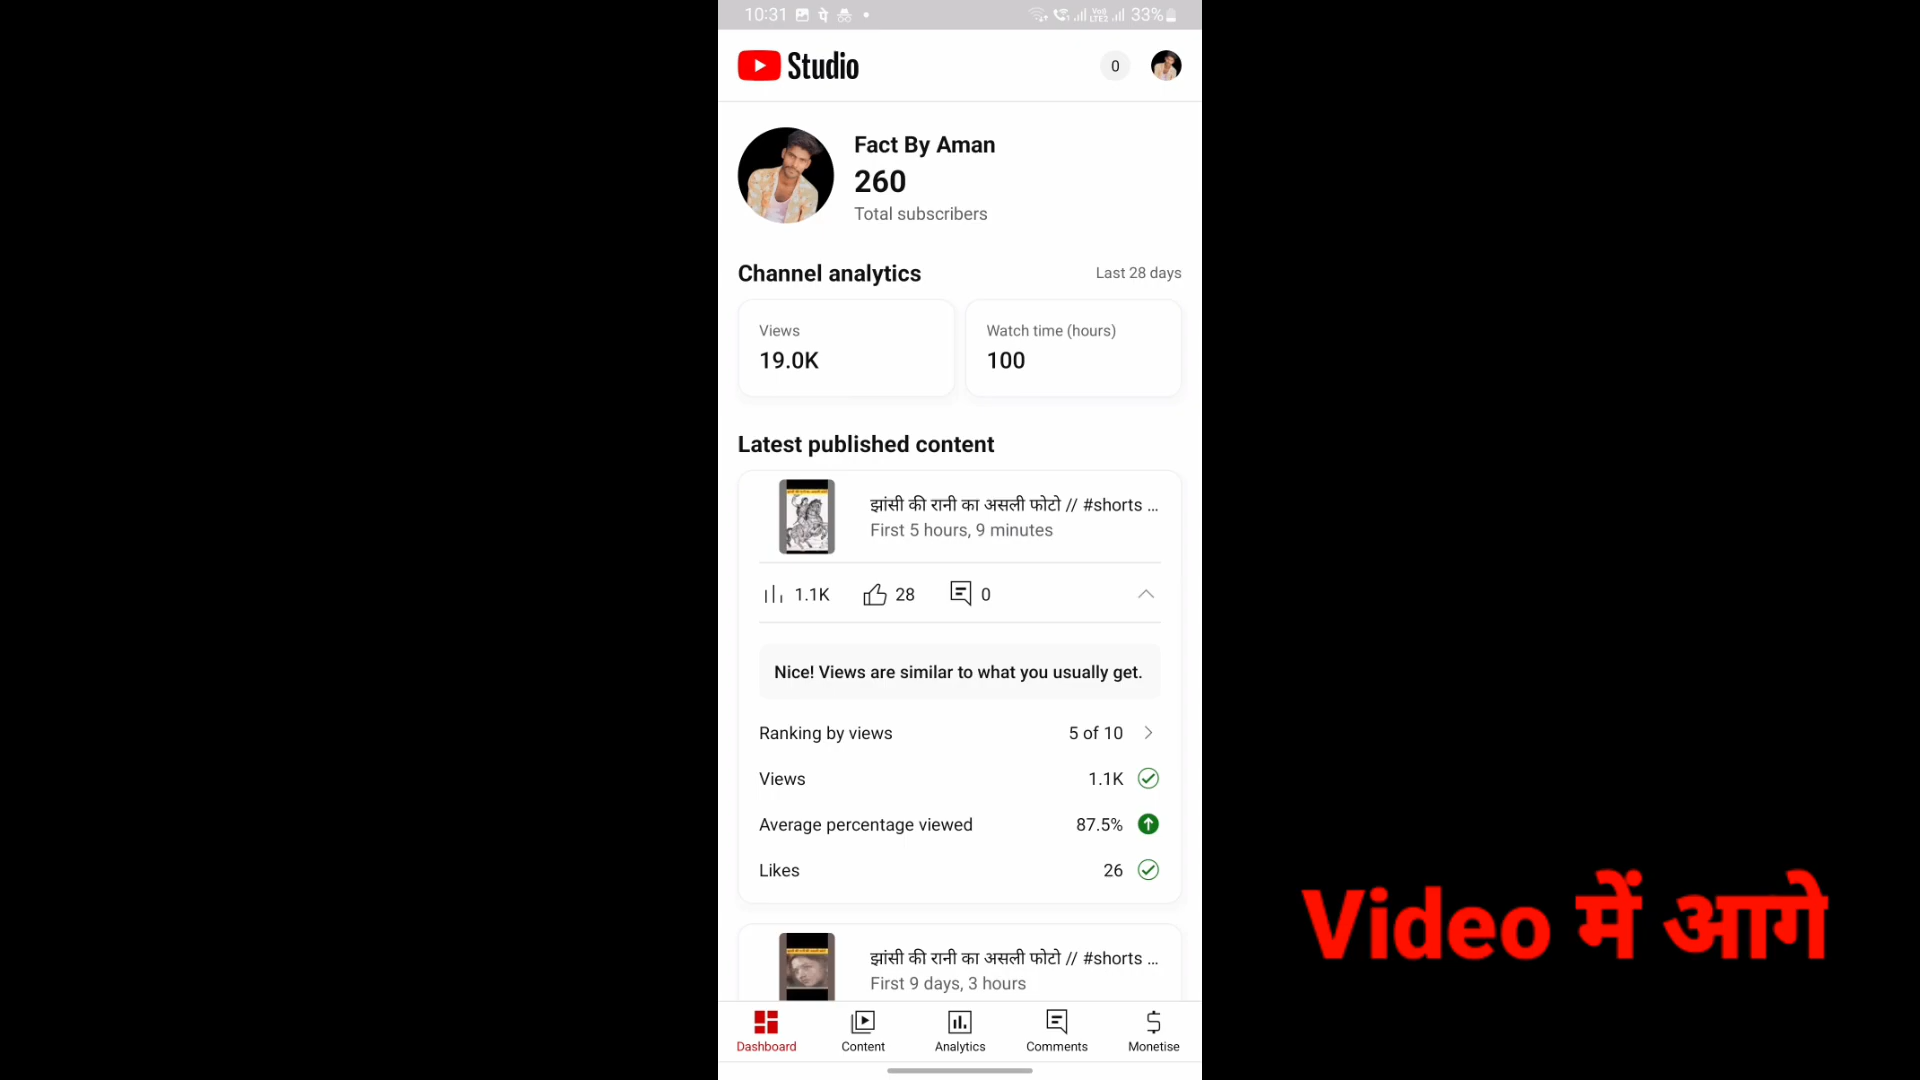 10:31 33%
Studio
0
Fact By Aman
260
Total subscribers
Channel analytics
Last 28 days
Views
19.0K
Watch time (hours)
100
Latest published content
झांसी की रानी का असली फोटो // #shorts ...
First 5 hours, 9 minutes
1.1K 28 0
Nice! Views are similar to what you usually get.
Ranking by views 5 of 10
Views 1.1K
Average percentage viewed 87.5%
Likes 26
झांसी की रानी का असली फोटो // #shorts ...
First 9 days, 3 hours
Dashboard Content Analytics Comments Monetise
Video में आगे